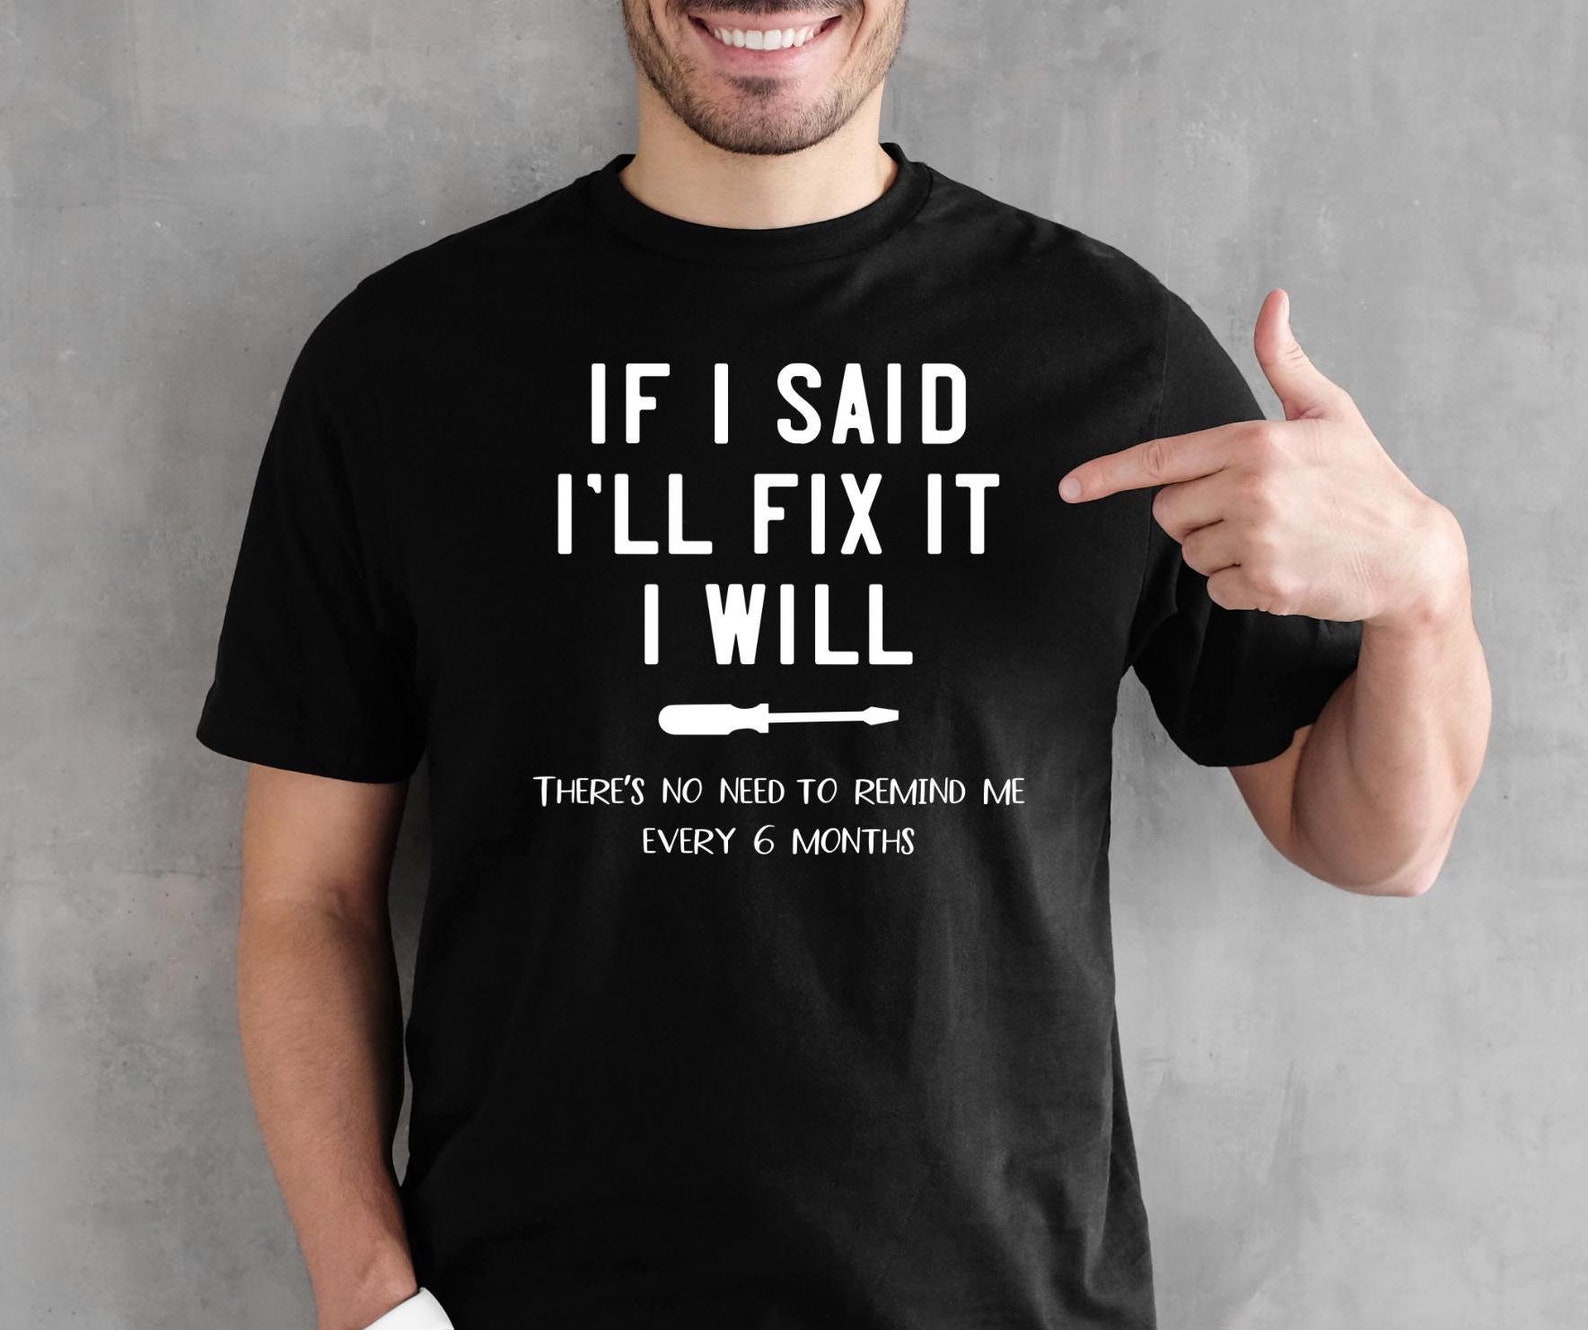 IF I SAID
I'LL FIX IT
I WILL
THERE'S NO NEED TO REMIND ME
EVERY 6 MONTHS